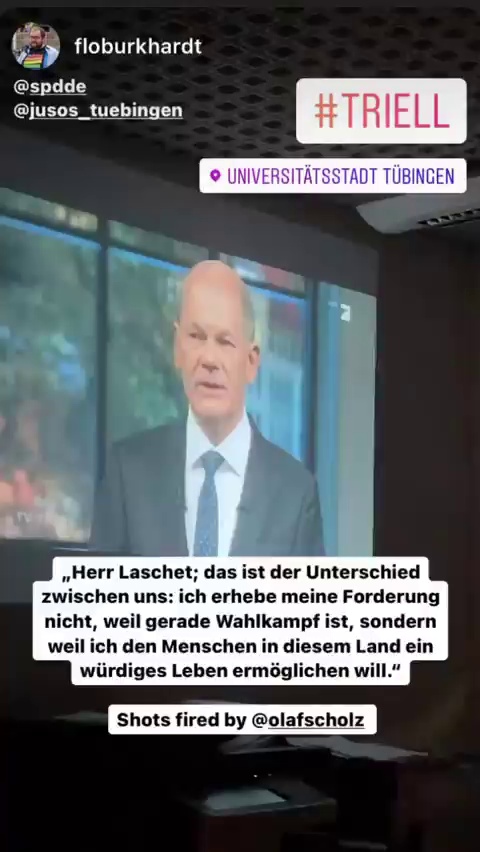 floburkhardt
@spdde
@jusos_tuebingen
#TRIELL
UNIVERSITÄTSSTADT TÜBINGEN
„Herr Laschet; das ist der Unterschied
zwischen uns: ich erhebe meine Forderung
nicht, weil gerade Wahlkampf ist, sondern
weil ich den Menschen in diesem Land ein
würdiges Leben ermöglichen will.“
Shots fired by @olafscholz